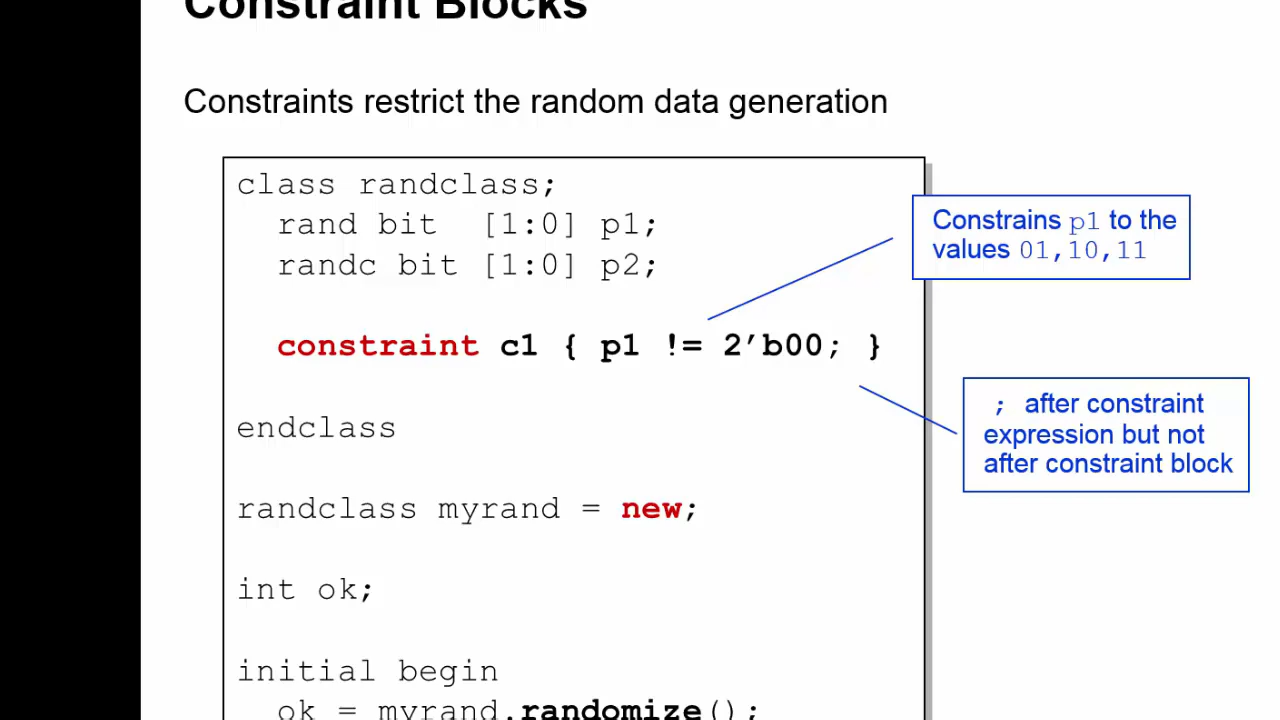 Constraint Blocks
Constraints restrict the random data generation
class randclass;
rand bit [1:0] p1;
randc bit [1:0] p2;
Constrains p1 to the
values 01,10,11
constraint c1 { p1 != 2’b00; }
; after constraint
expression but not
after constraint block
endclass
randclass myrand = new;
int ok;
initial begin
ok = myrand.randomize();